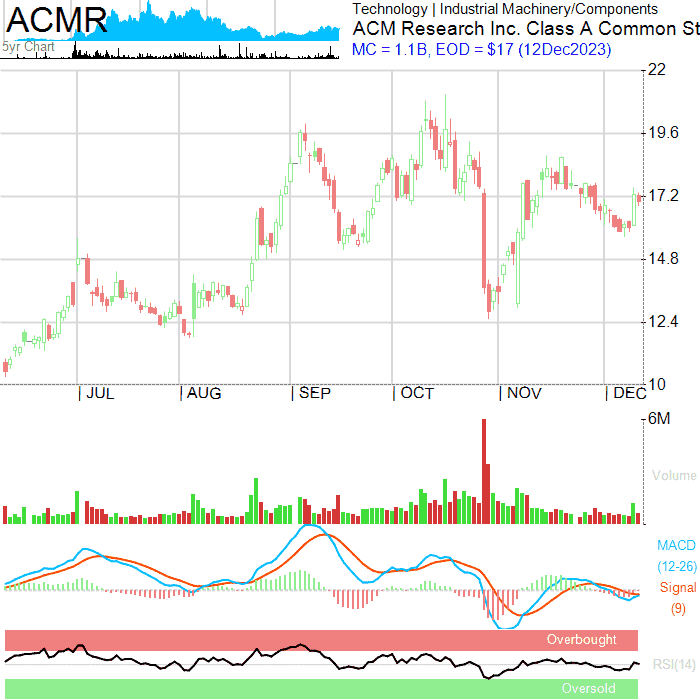 ACMR
5yr Chart
Technology | Industrial Machinery/Components
ACM Research Inc. Class A Common St
MC = 1.1B, EOD = $17 (12Dec2023)
22
19.6
17.2
14.8
12.4
10
JUL
AUG
SEP
OCT
NOV
DEC
6M
Volume
MACD
(12-26)
Signal
(9)
Overbought
RSI(14)
Oversold